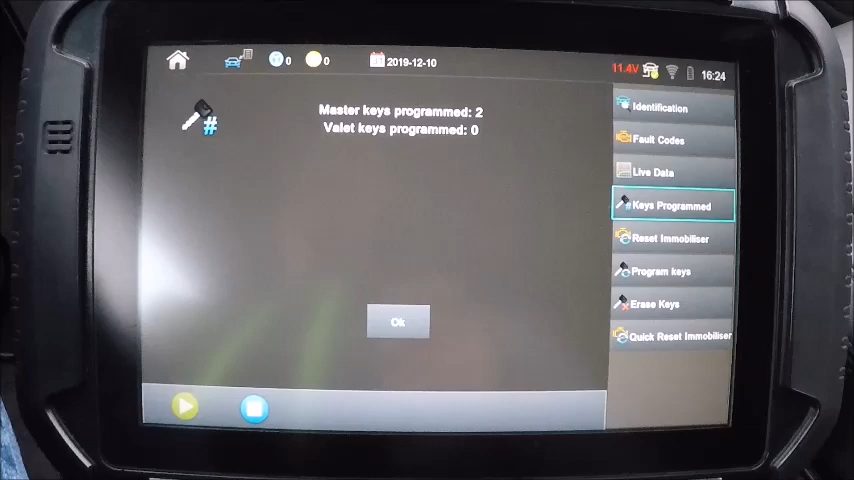 0
0
2019-12-10
11.4V
16:24
Master keys programmed: 2
Valet keys programmed: 0
#
Ok
Identification
Fault Codes
Live Data
Keys Programmed
Reset Immobiliser
Program keys
Erase Keys
Quick Reset Immobiliser